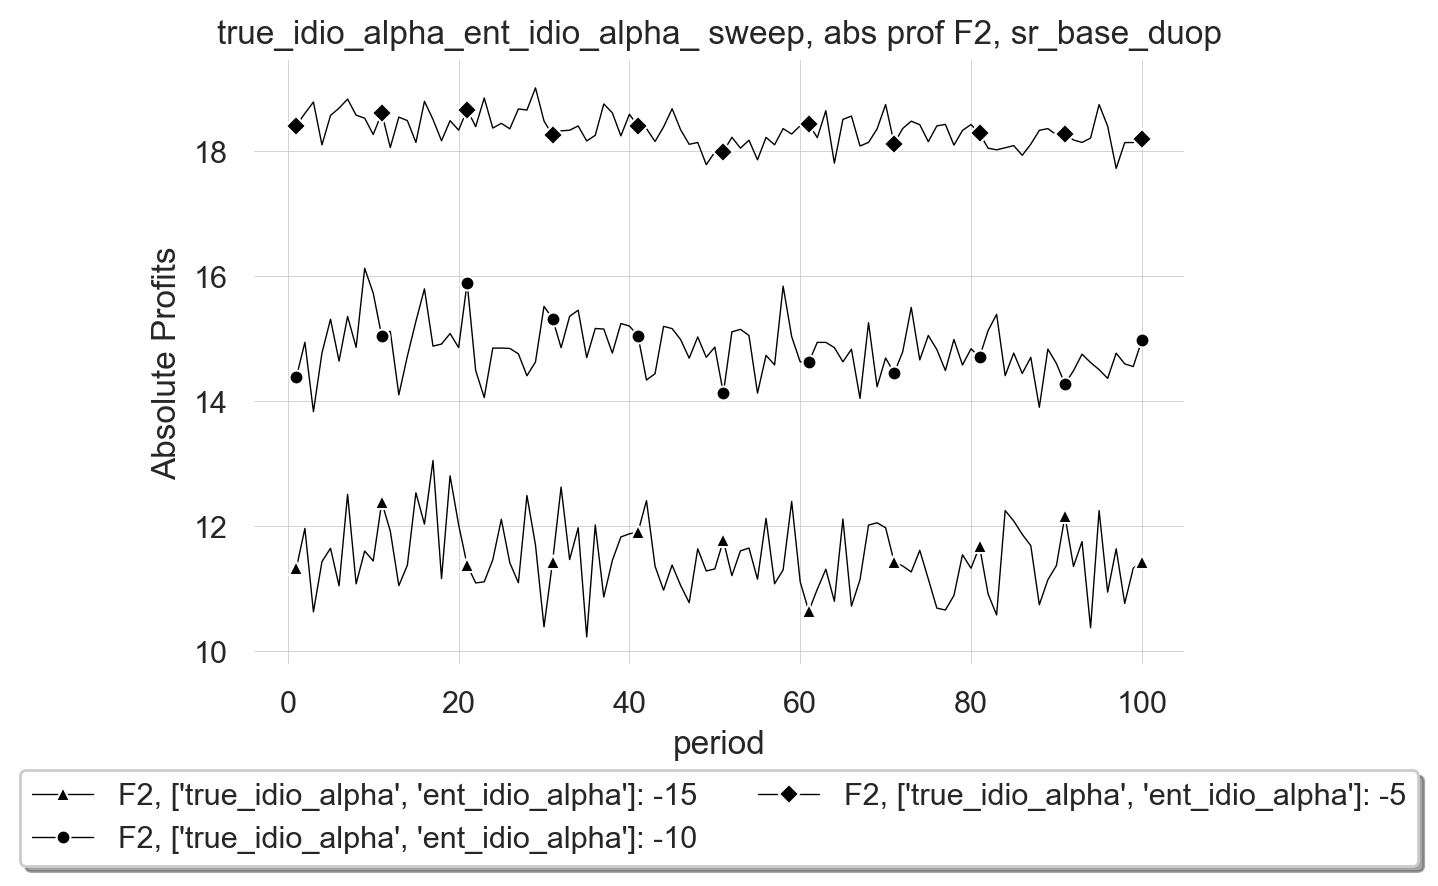 true_idio_alpha_ent_idio_alpha_ sweep, abs prof F2, sr_base_duop
Absolute Profits
18
16
14
12
10
0 20 40 60 80 100
period
F2, ['true_idio_alpha', 'ent_idio_alpha']: -15
F2, ['true_idio_alpha', 'ent_idio_alpha']: -10
F2, ['true_idio_alpha', 'ent_idio_alpha']: -5